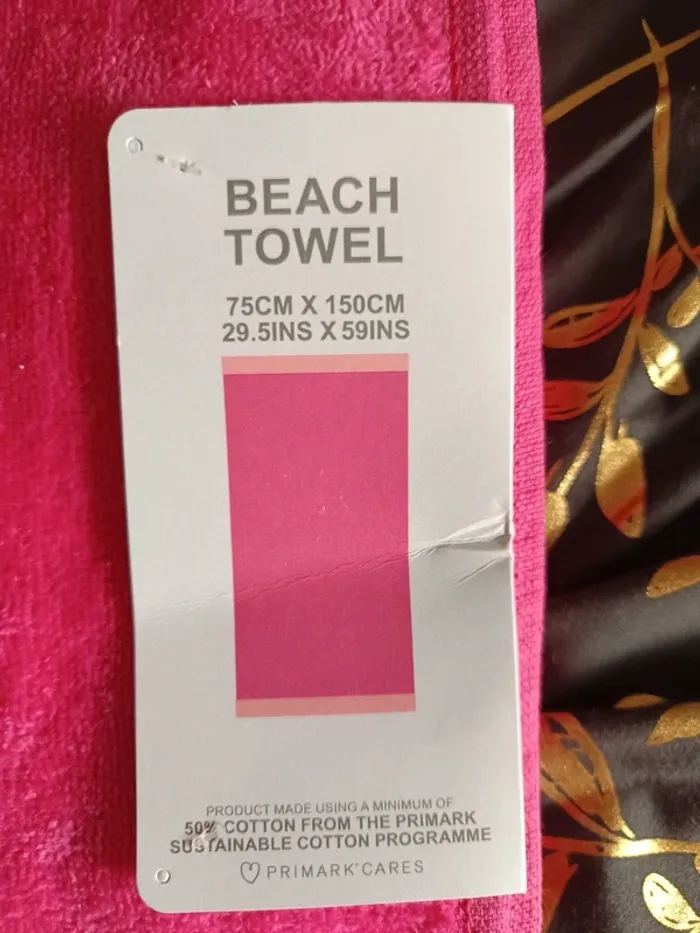 BEACH
TOWEL
75CM X 150CM
29.5INS X 59INS
PRODUCT MADE USING A MINIMUM OF
50% COTTON FROM THE PRIMARK
SUSTAINABLE COTTON PROGRAMME
PRIMARK CARES